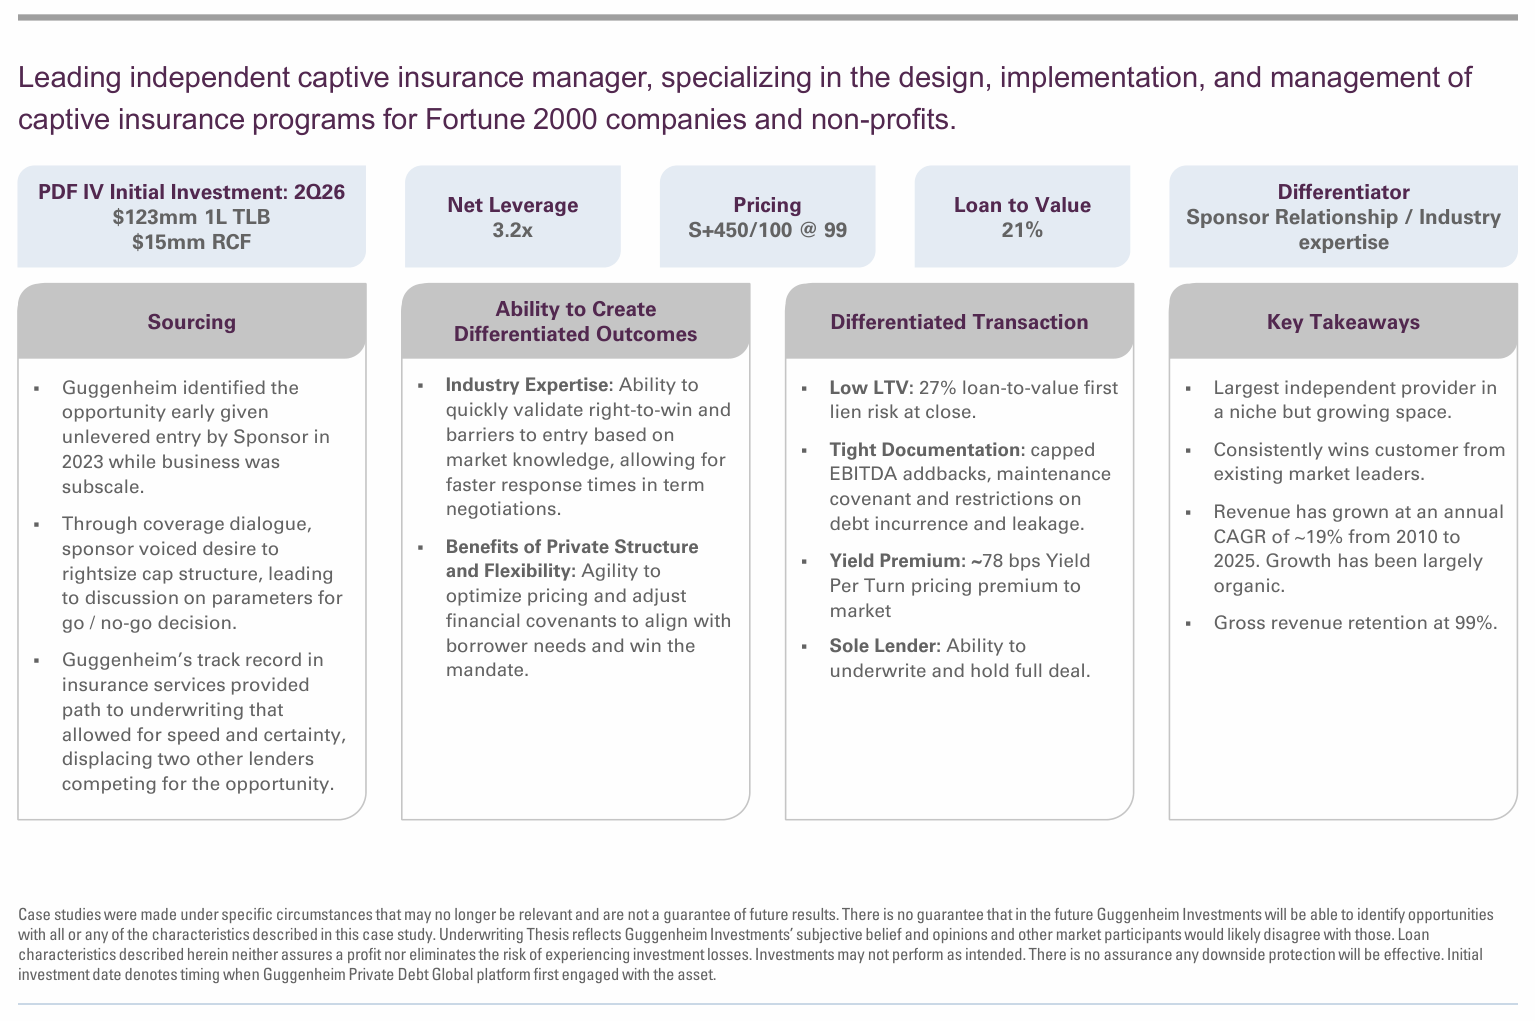 Leading independent captive insurance manager, specializing in the design, implementation, and management of
captive insurance programs for Fortune 2000 companies and non-profits.
PDF IV Initial Investment: 2Q26
$123mm 1L TLB
$15mm RCF
Net Leverage
3.2x
Pricing
S+450/100 @ 99
Loan to Value
21%
Differentiator
Sponsor Relationship / Industry
expertise
Sourcing
▪ Guggenheim identified the
opportunity early given
unlevered entry by Sponsor in
2023 while business was
subscale.
▪ Through coverage dialogue,
sponsor voiced desire to
rightsize cap structure, leading
to discussion on parameters for
go / no-go decision.
▪ Guggenheim’s track record in
insurance services provided
path to underwriting that
allowed for speed and certainty,
displacing two other lenders
competing for the opportunity.
Ability to Create
Differentiated Outcomes
▪ Industry Expertise: Ability to
quickly validate right-to-win and
barriers to entry based on
market knowledge, allowing for
faster response times in term
negotiations.
▪ Benefits of Private Structure
and Flexibility: Agility to
optimize pricing and adjust
financial covenants to align with
borrower needs and win the
mandate.
Differentiated Transaction
▪ Low LTV: 27% loan-to-value first
lien risk at close.
▪ Tight Documentation: capped
EBITDA addbacks, maintenance
covenant and restrictions on
debt incurrence and leakage.
▪ Yield Premium: ~78 bps Yield
Per Turn pricing premium to
market
▪ Sole Lender: Ability to
underwrite and hold full deal.
Key Takeaways
▪ Largest independent provider in
a niche but growing space.
▪ Consistently wins customer from
existing market leaders.
▪ Revenue has grown at an annual
CAGR of ~19% from 2010 to
2025. Growth has been largely
organic.
▪ Gross revenue retention at 99%.
Case studies were made under specific circumstances that may no longer be relevant and are not a guarantee of future results. There is no guarantee that in the future Guggenheim Investments will be able to identify opportunities
with all or any of the characteristics described in this case study. Underwriting Thesis reflects Guggenheim Investments’ subjective belief and opinions and other market participants would likely disagree with those. Loan
characteristics described herein neither assures a profit nor eliminates the risk of experiencing investment losses. Investments may not perform as intended. There is no assurance any downside protection will be effective. Initial
investment date denotes timing when Guggenheim Private Debt Global platform first engaged with the asset.